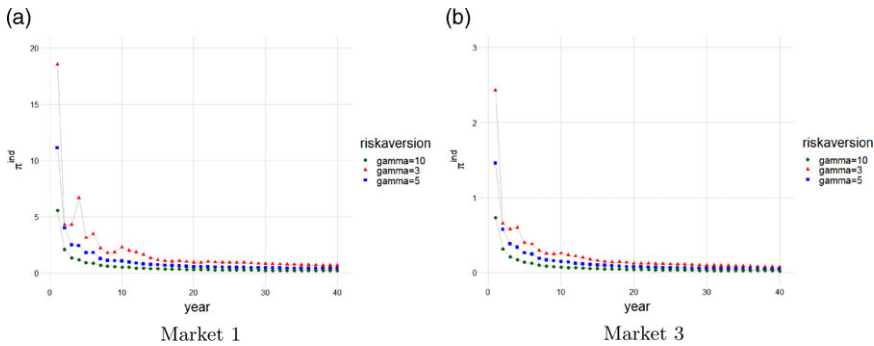 (a)
20
15
10
5
0
π^ind
0
10
20
30
40
year
riskaversion
gamma=10
gamma=3
gamma=5
Market 1
(b)
3
2
1
0
π^ind
0
10
20
30
40
year
riskaversion
gamma=10
gamma=3
gamma=5
Market 3